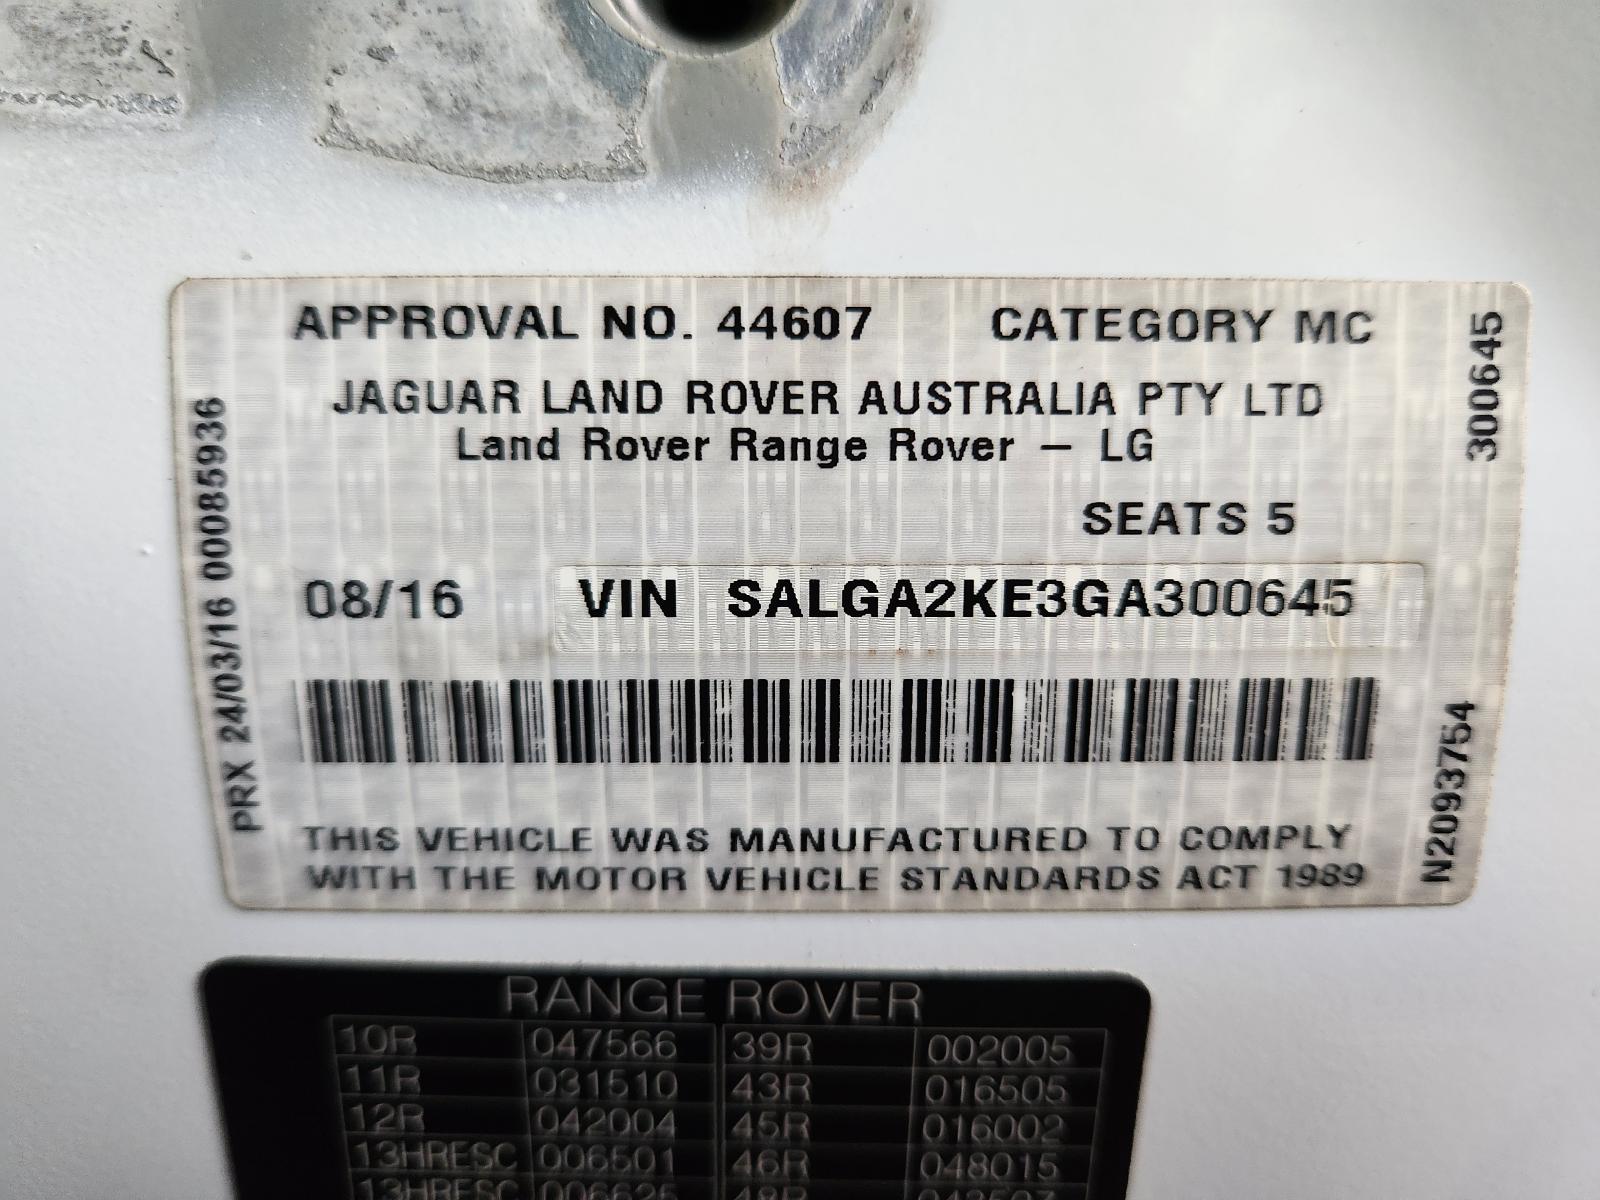 APPROVAL NO. 44607 CATEGORY MC
JAGUAR LAND ROVER AUSTRALIA PTY LTD
Land Rover Range Rover – LG
SEATS 5
08/16 VIN SALGA2KE3GA300645
THIS VEHICLE WAS MANUFACTURED TO COMPLY
WITH THE MOTOR VEHICLE STANDARDS ACT 1989
PRX 24/03/16 000859936
300645
N2093754
RANGE ROVER
10R 047566 39R 002005
11R 031510 43R 016505
12R 042004 45R 016002
13HRESC 006501 46R 048015
13HRESC